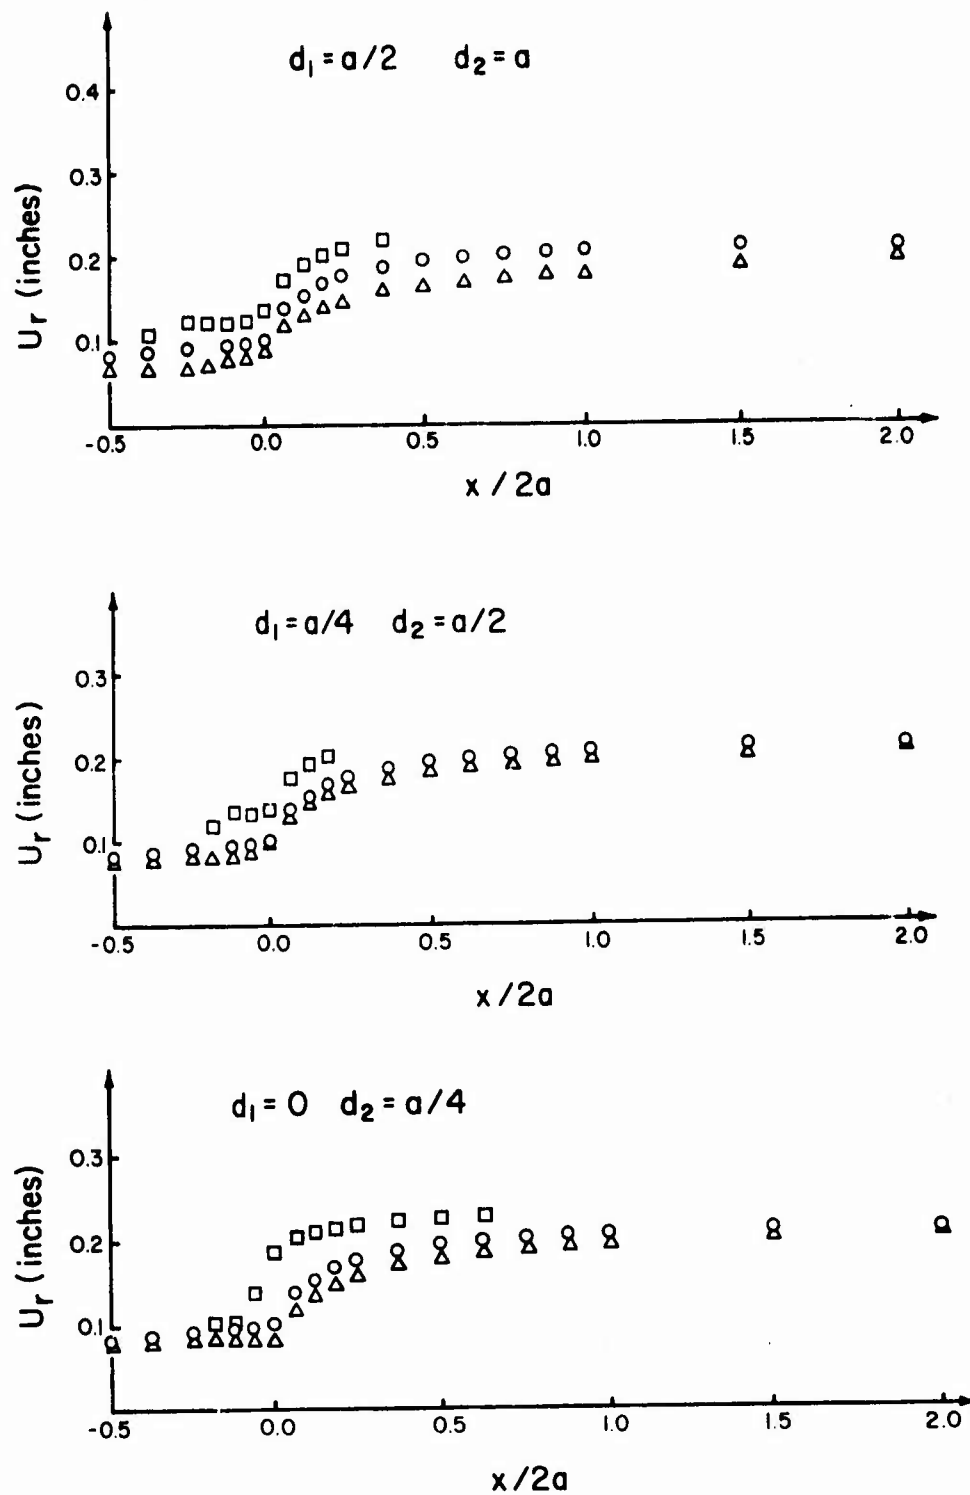 d₁ = a/2 d₂ = a
0.4
0.3
0.2
0.1
Uᵣ (inches)
-0.5 0.0 0.5 1.0 1.5 2.0
x / 2a
d₁ = a/4 d₂ = a/2
0.3
0.2
0.1
Uᵣ (inches)
-0.5 0.0 0.5 1.0 1.5 2.0
x / 2a
d₁ = 0 d₂ = a/4
0.3
0.2
0.1
Uᵣ (inches)
-0.5 0.0 0.5 1.0 1.5 2.0
x / 2a